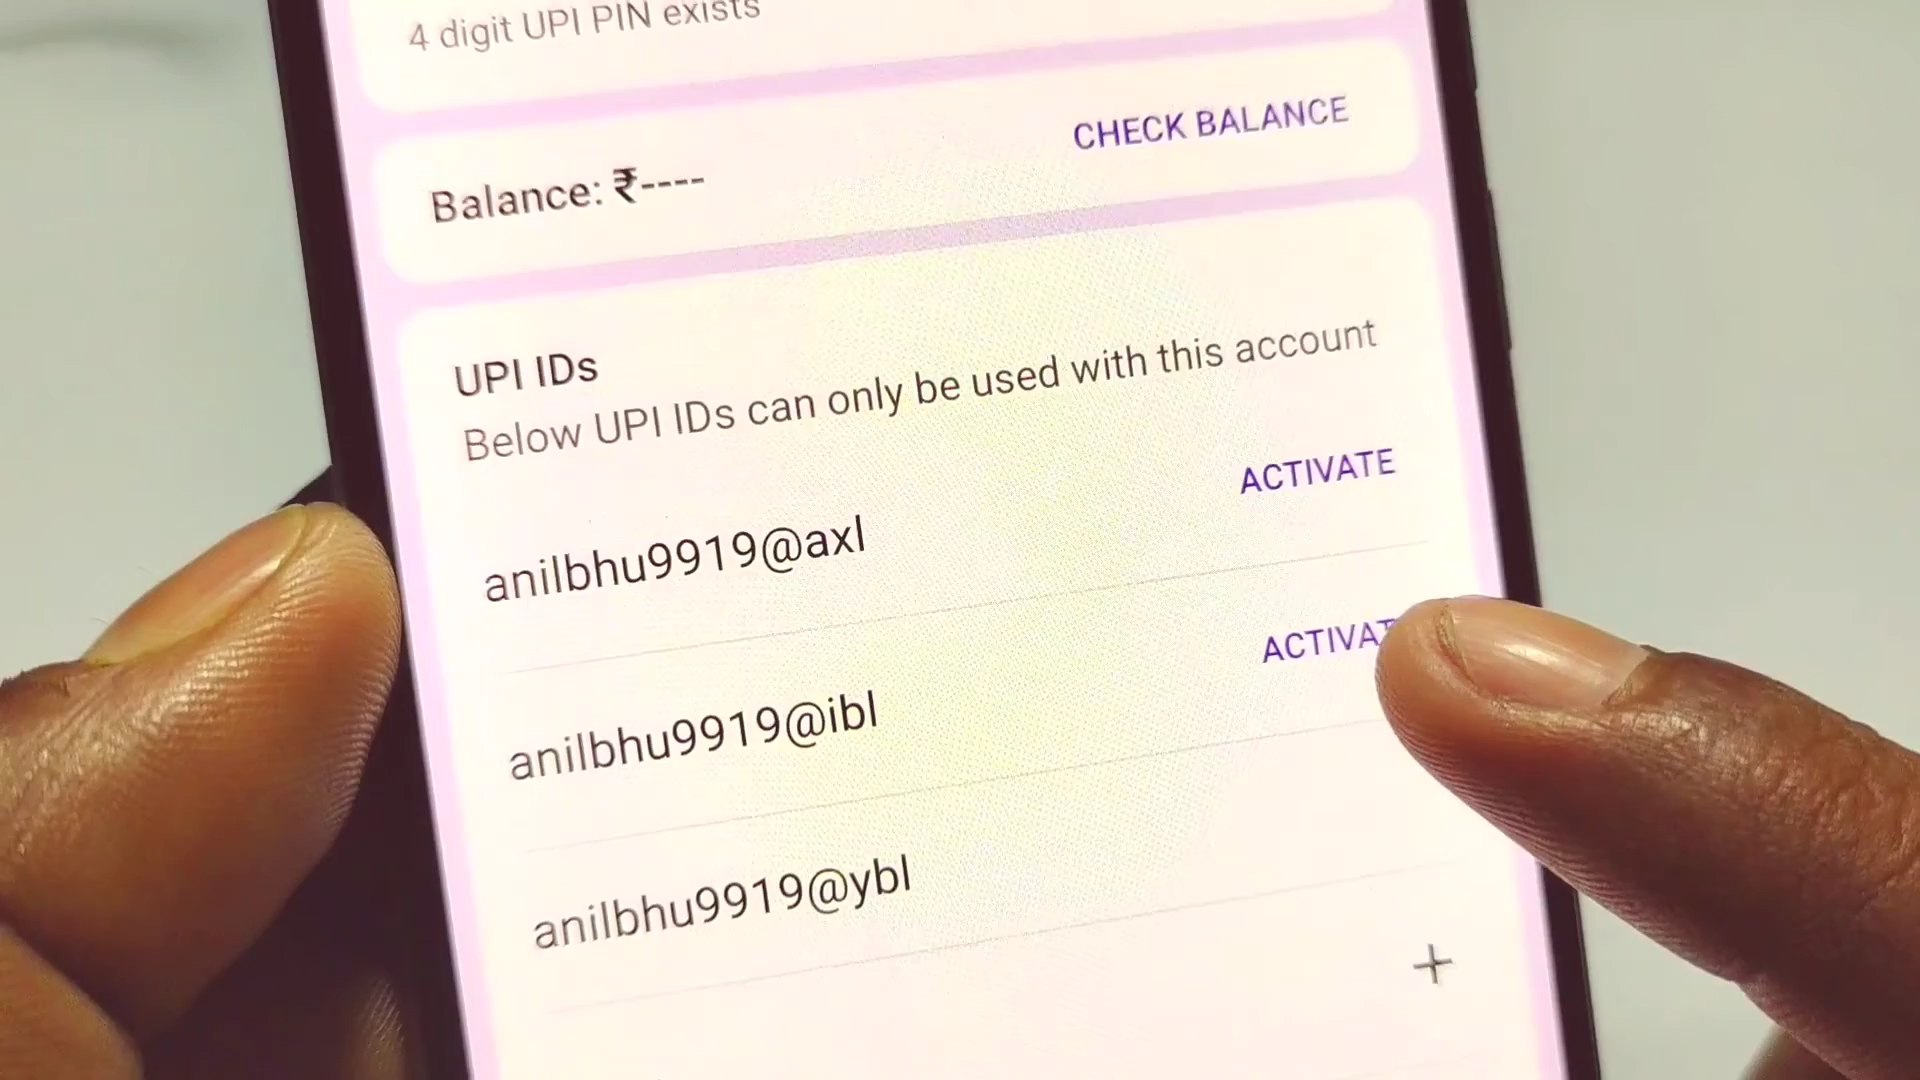 4 digit UPI PIN exists
CHECK BALANCE
Balance: ₹----
UPI IDs
Below UPI IDs can only be used with this account
ACTIVATE
anilbhu9919@axl
ACTIVAT
anilbhu9919@ibl
anilbhu9919@ybl
+